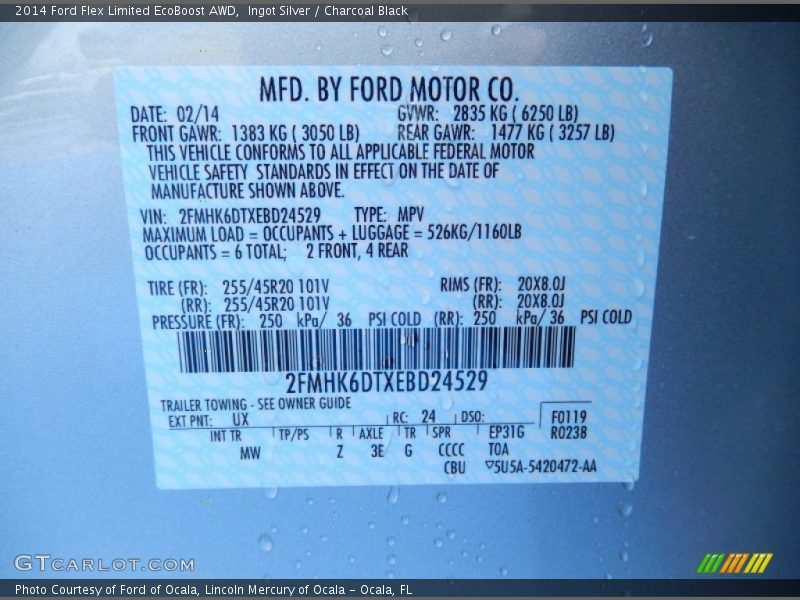 2014 Ford Flex Limited EcoBoost AWD,  Ingot Silver / Charcoal Black
MFD. BY FORD MOTOR CO.
DATE: 02/14 GVWR: 2835 KG ( 6250 LB)
FRONT GAWR: 1383 KG ( 3050 LB) REAR GAWR: 1477 KG ( 3257 LB)
THIS VEHICLE CONFORMS TO ALL APPLICABLE FEDERAL MOTOR
VEHICLE SAFETY STANDARDS IN EFFECT ON THE DATE OF
MANUFACTURE SHOWN ABOVE.
VIN: 2FMHK6DTXEBD24529 TYPE: MPV
MAXIMUM LOAD = OCCUPANTS + LUGGAGE = 526KG/1160LB
OCCUPANTS = 6 TOTAL; 2 FRONT, 4 REAR
TIRE (FR): 255/45R20 101V RIMS (FR): 20X8.0J
(RR): 255/45R20 101V (RR): 20X8.0J
PRESSURE (FR): 250 kPa/ 36 PSI COLD (RR): 250 kPa/ 36 PSI COLD
2FMHK6DTXEBD24529
TRAILER TOWING - SEE OWNER GUIDE
EXT PNT: UX RC: 24 DSO: F0119
INT TR TP/PS R AXLE TR SPR EP31G R0238
MW Z 3E G CCCC T0A
CBU ▽5U5A-5420472-AA
GTCARLOT.COM
Photo Courtesy of Ford of Ocala, Lincoln Mercury of Ocala – Ocala, FL